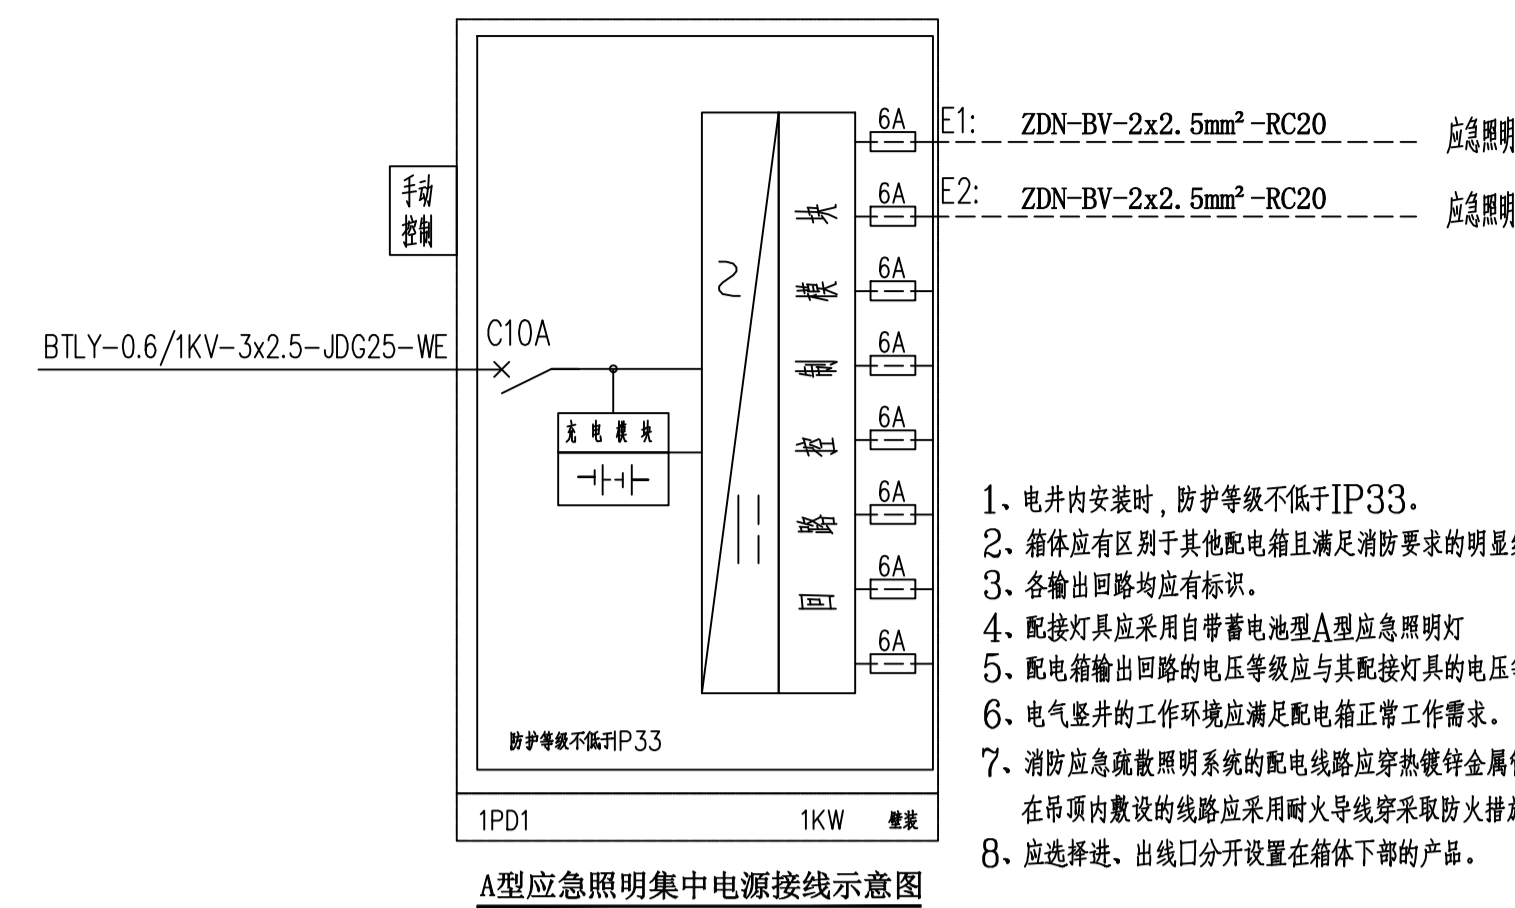 6A
E1:
ZDN-BV-2x2.5mm²-RC20
应急照明
6A
E2:
ZDN-BV-2x2.5mm²-RC20
应急照明
手动
控制
6A
6A
6A
6A
6A
6A
BTLY-0.6/1KV-3x2.5-JDG25-WE
C10A
充电模块
回路控制模块
防护等级不低于IP33
1PD1
1KW
壁装
A型应急照明集中电源接线示意图
1、电井内安装时,防护等级不低于IP33。
2、箱体应有区别于其他配电箱且满足消防要求的明显
3、各输出回路均应有标识。
4、配接灯具应采用自带蓄电池型A型应急照明灯
5、配电箱输出回路的电压等级应与其配接灯具的电压
6、电气竖井的工作环境应满足配电箱正常工作需求。
7、消防应急疏散照明系统的配电线路应穿热镀锌金属
在吊顶内敷设的线路应采用耐火导线穿采取防火措
8、应选择进、出线口分开设置在箱体下部的产品。